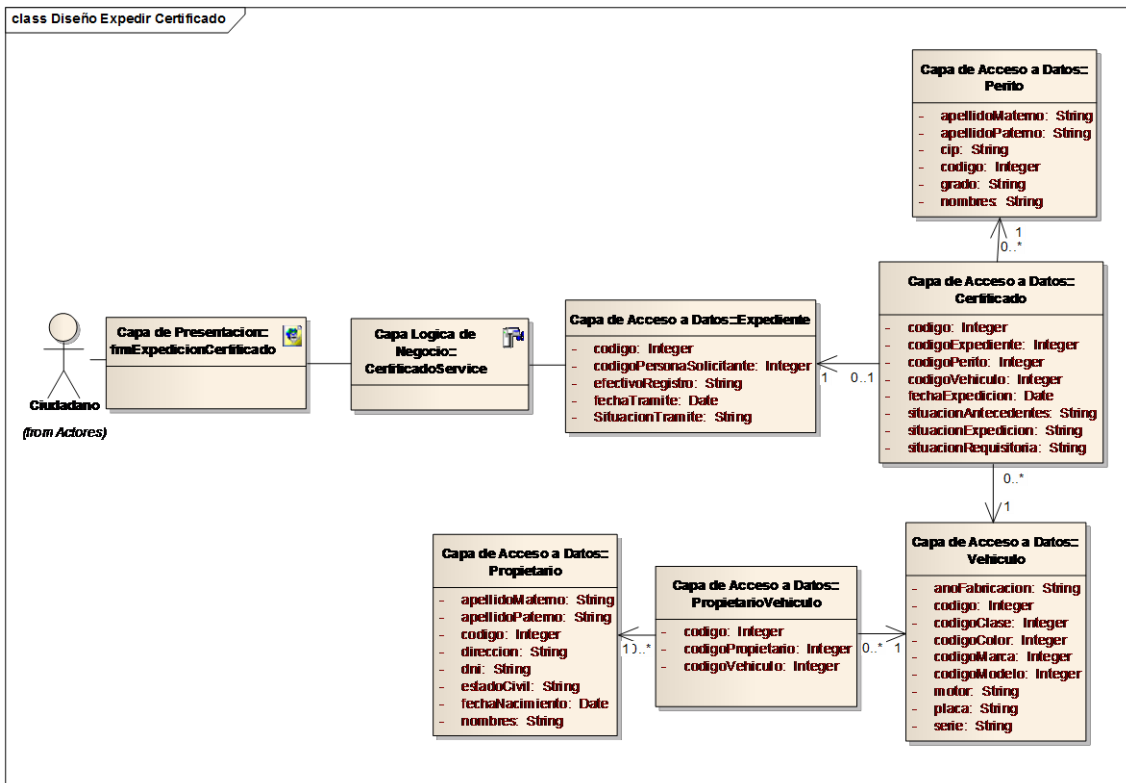 class Diseño Expedir Certificado
Capa de Acceso a Datos::
Perito
- apellidoMaterno: String
- apellidoPaterno: String
- cip: String
- codigo: Integer
- grado: String
- nombres: String
1
0..*
Capa de Acceso a Datos::
Certificado
- codigo: Integer
- codigoExpediente: Integer
- codigoPerito: Integer
- codigoVehiculo: Integer
- fechaExpedicion: Date
- situacionAntecedentes: String
- situacionExpedicion: String
- situacionRequisitoria: String
Capa de Acceso a Datos::Expediente
- codigo: Integer
- codigoPersonaSolicitante: Integer
- efectivoRegistro: String
- fechaTramite: Date
- SituacionTramite: String
1
0..1
Capa Logica de
Negocio::
CertificadoService
Capa de Presentacion::
frmExpedicionCertificado
Ciudadano
(from Actores)
0..*
1
Capa de Acceso a Datos::
Propietario
- apellidoMaterno: String
- apellidoPaterno: String
- codigo: Integer
- direccion: String
- dni: String
- estadoCivil: String
- fechaNacimiento: Date
- nombres: String
1
0..*
Capa de Acceso a Datos::
PropietarioVehiculo
- codigo: Integer
- codigoPropietario: Integer
- codigoVehiculo: Integer
0..*
1
Capa de Acceso a Datos::
Vehiculo
- anoFabricacion: String
- codigo: Integer
- codigoClase: Integer
- codigoColor: Integer
- codigoMarca: Integer
- codigoModelo: Integer
- motor: String
- placa: String
- serie: String